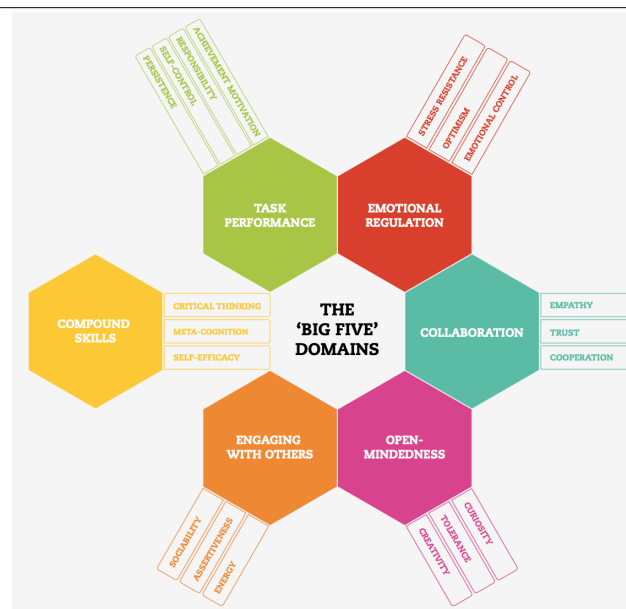 ACHIEVEMENT MOTIVATION
RESPONSIBILITY
SELF-CONTROL
PERSISTENCE
STRESS RESISTANCE
OPTIMISM
EMOTIONAL CONTROL
TASK
PERFORMANCE
EMOTIONAL
REGULATION
COMPOUND
SKILLS
CRITICAL THINKING
META-COGNITION
SELF-EFFICACY
THE
‘BIG FIVE’
DOMAINS
COLLABORATION
EMPATHY
TRUST
COOPERATION
ENGAGING
WITH OTHERS
OPEN-
MINDEDNESS
SOCIABILITY
ASSERTIVENESS
ENERGY
CREATIVITY
TOLERANCE
CURIOSITY